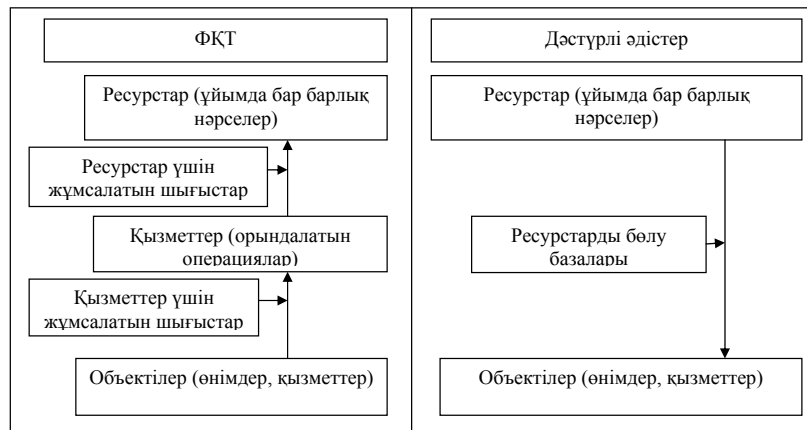 ФҚТ
Ресурстар (ұйымда бар барлық
нәрселер)
Ресурстар үшін
жұмсалатын шығыстар
Қызметтер (орындалатын
операциялар)
Қызметтер үшін
жұмсалатын шығыстар
Объектілер (өнімдер, қызметтер)
Дәстүрлі әдістер
Ресурстар (ұйымда бар барлық
нәрселер)
Ресурстарды бөлу
базалары
Объектілер (өнімдер, қызметтер)